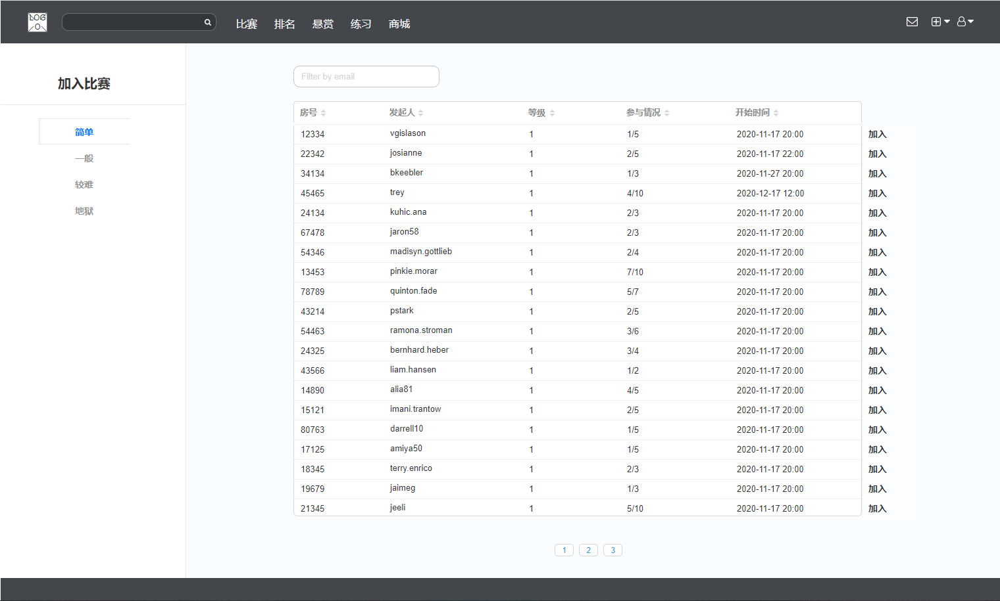 LOGO 比赛 排名 悬赏 练习 商城
加入比赛
简单
一般
较难
地狱
Filter by email
房号 发起人 等级 参与情况 开始时间
12334 vgislason 1 1/5 2020-11-17 20:00 加入
22342 josianne 1 2/5 2020-11-17 22:00 加入
34134 bkeebler 1 1/3 2020-11-27 20:00 加入
45465 trey 1 4/10 2020-12-17 12:00 加入
24134 kuhic.ana 1 2/3 2020-11-17 20:00 加入
67478 jaron58 1 2/3 2020-11-17 20:00 加入
54346 madisyn.gottlieb 1 2/4 2020-11-17 20:00 加入
13453 pinkie.morar 1 7/10 2020-11-17 20:00 加入
78789 quinton.fade 1 5/7 2020-11-17 20:00 加入
43214 pstark 1 2/5 2020-11-17 20:00 加入
54463 ramona.stroman 1 3/6 2020-11-17 20:00 加入
24325 bernhard.heber 1 3/4 2020-11-17 20:00 加入
43566 liam.hansen 1 1/2 2020-11-17 20:00 加入
14890 alia81 1 4/5 2020-11-17 20:00 加入
15121 imani.trantow 1 2/5 2020-11-17 20:00 加入
80763 darrell10 1 1/5 2020-11-17 20:00 加入
17125 amiya50 1 1/5 2020-11-17 20:00 加入
18345 terry.enrico 1 2/3 2020-11-17 20:00 加入
19679 jaimeg 1 1/3 2020-11-17 20:00 加入
21345 jeeli 1 5/10 2020-11-17 20:00 加入
1 2 3